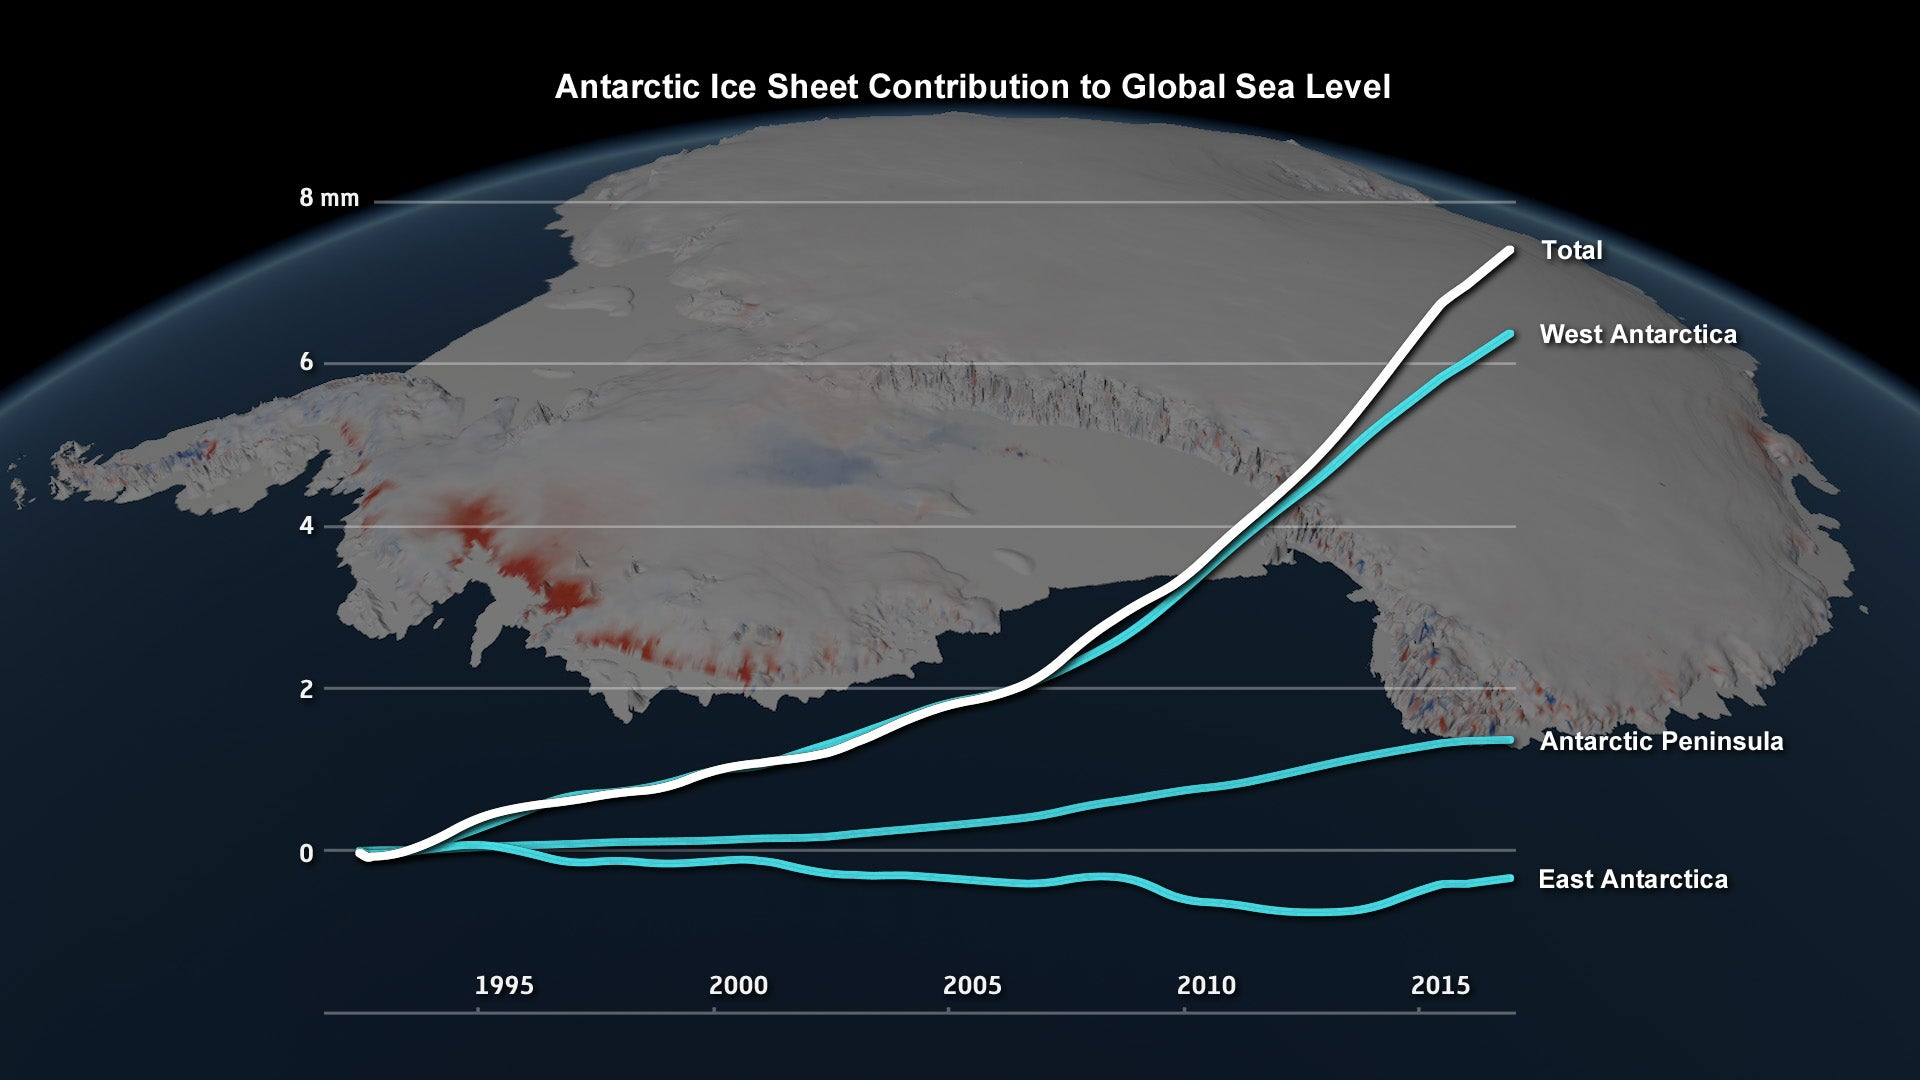 Antarctic Ice Sheet Contribution to Global Sea Level
8 mm
Total
West Antarctica
6
4
2
Antarctic Peninsula
0
East Antarctica
1995 2000 2005 2010 2015